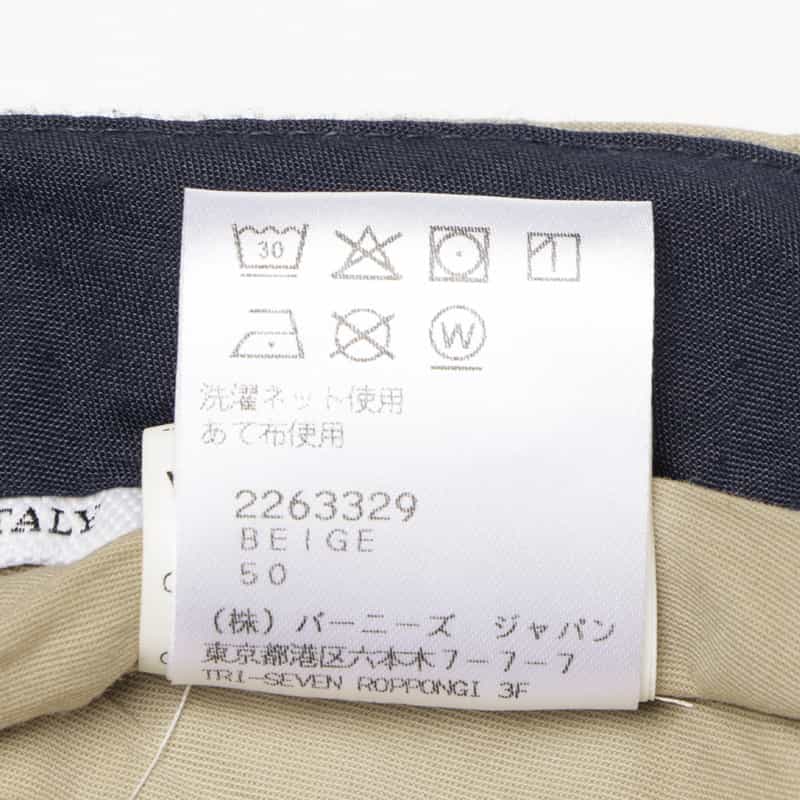 30
W
洗濯ネット使用
あて布使用
2263329
BEIGE
50
(株) バーニーズ ジャパン
東京都港区六本木7-7-7
TRI-SEVEN ROPPONGI 3F
TALY